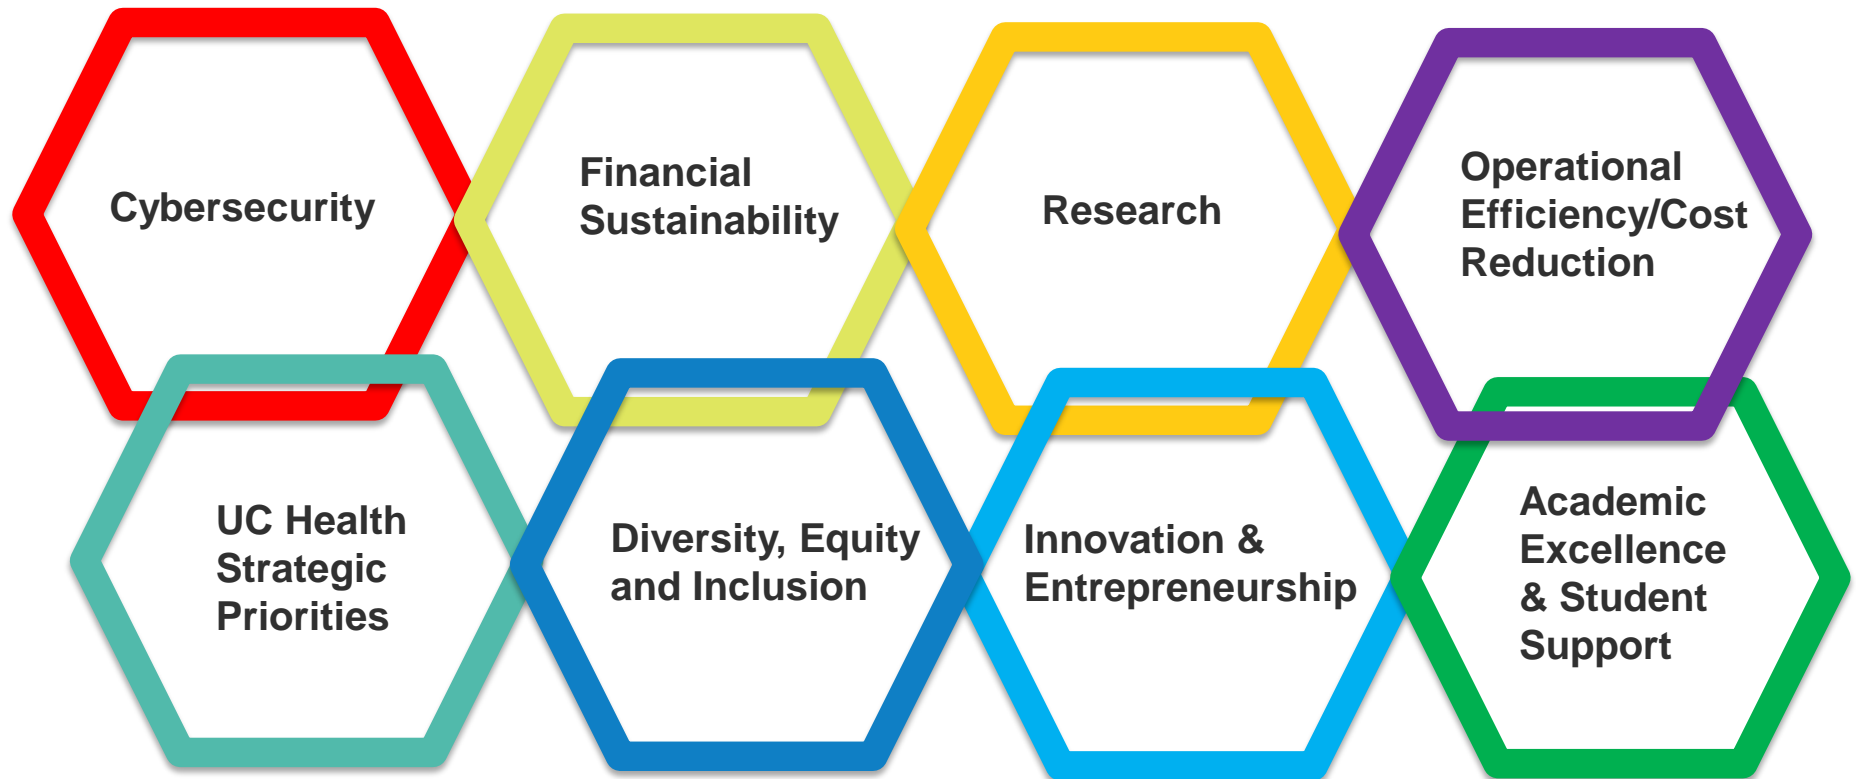 Cybersecurity
Financial
Sustainability
Research
Operational
Efficiency/Cost
Reduction
UC Health
Strategic
Priorities
Diversity, Equity
and Inclusion
Innovation &
Entrepreneurship
Academic
Excellence
& Student
Support